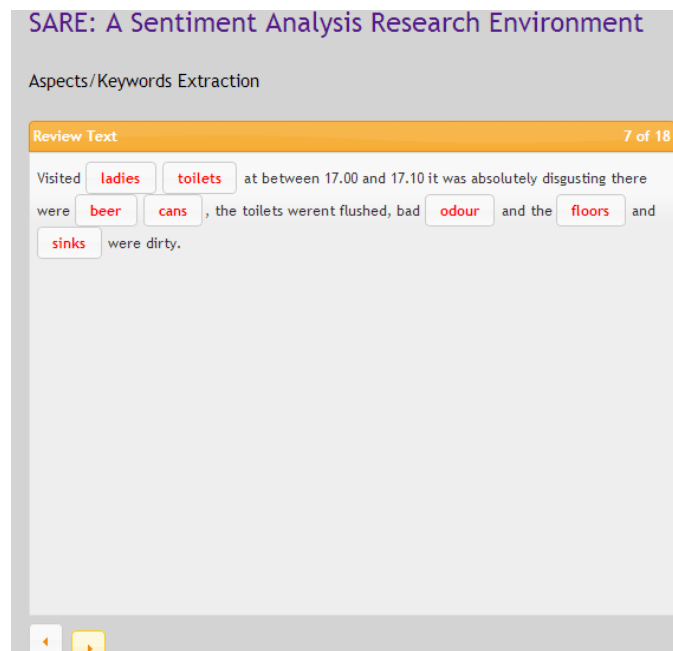 SARE: A Sentiment Analysis Research Environment
Aspects/Keywords Extraction
Review Text 7 of 18
Visited ladies toilets at between 17.00 and 17.10 it was absolutely disgusting there
were beer cans , the toilets werent flushed, bad odour and the floors and
sinks were dirty.